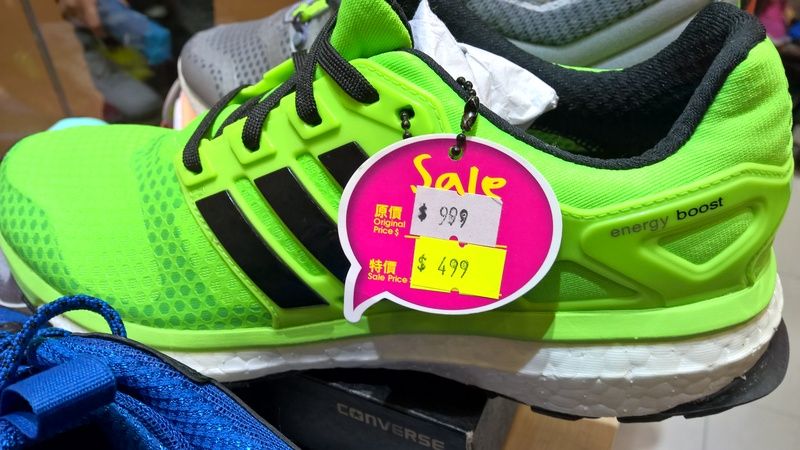 Sale
原價
Original
Price $
$ 999
特價
Sale Price
$ 499
energy boost
CONVERSE